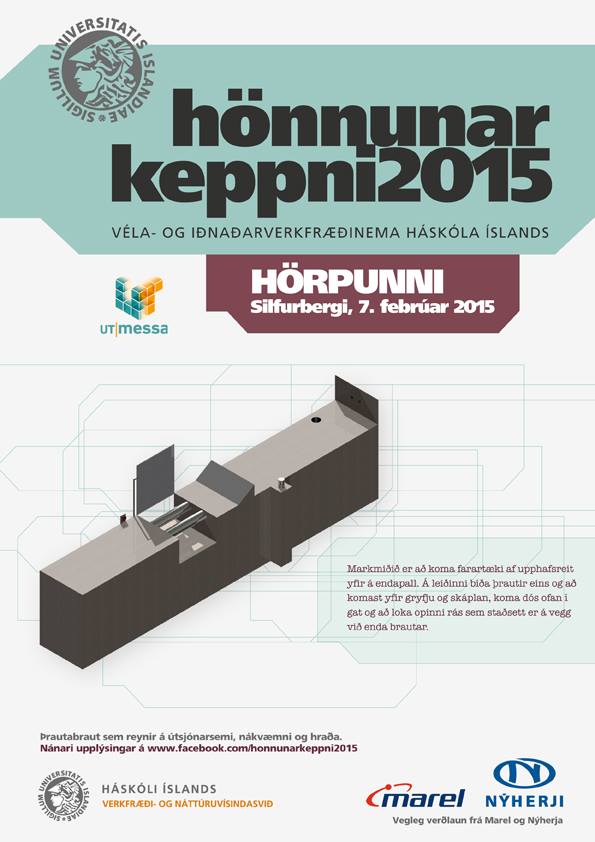 SIGILLUM UNIVERSITATIS ISLANDIAE
hönnunar
keppni2015
VÉLA- OG IÐNAÐARVERKFRÆÐINEMA HÁSKÓLA ÍSLANDS
HÖRPUNNI
Silfurbergi, 7. febrúar 2015
UT|messa
Markmiðið er að koma farartæki af upphafsreit
yfir á endapall. Á leiðinni bíða þrautir eins og að
komast yfir gryfju og skáplan, koma dós ofan í
gat og að loka opinni rás sem staðsett er á vegg
við enda brautar.
Þrautabraut sem reynir á útsjónarsemi, nákvæmni og hraða.
Nánari upplýsingar á www.facebook.com/honnunarkeppni2015
SIGILLUM UNIVERSITATIS ISLANDIAE
HÁSKÓLI ÍSLANDS
VERKFRÆÐI- OG NÁTTÚRUVÍSINDASVIÐ
marel
NÝHERJI
Vegleg verðlaun frá Marel og Nýherja